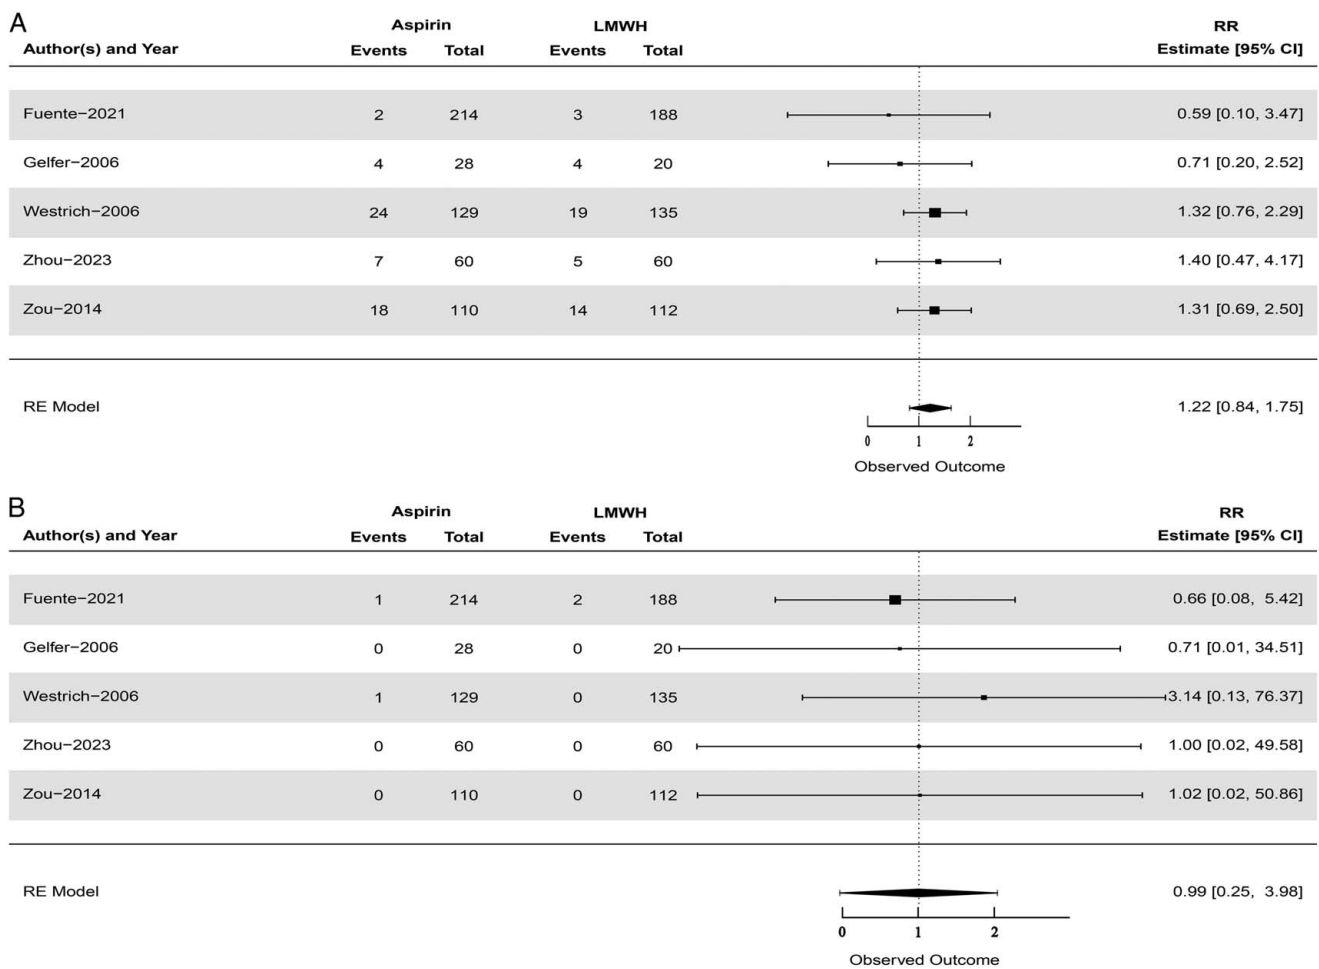 A
Aspirin LMWH RR
Author(s) and Year Events Total Events Total Estimate [95% CI]
Fuente−2021 2 214 3 188 0.59 [0.10, 3.47]
Gelfer−2006 4 28 4 20 0.71 [0.20, 2.52]
Westrich−2006 24 129 19 135 1.32 [0.76, 2.29]
Zhou−2023 7 60 5 60 1.40 [0.47, 4.17]
Zou−2014 18 110 14 112 1.31 [0.69, 2.50]
RE Model 1.22 [0.84, 1.75]
0 1 2
Observed Outcome
B
Aspirin LMWH RR
Author(s) and Year Events Total Events Total Estimate [95% CI]
Fuente−2021 1 214 2 188 0.66 [0.08, 5.42]
Gelfer−2006 0 28 0 20 0.71 [0.01, 34.51]
Westrich−2006 1 129 0 135 3.14 [0.13, 76.37]
Zhou−2023 0 60 0 60 1.00 [0.02, 49.58]
Zou−2014 0 110 0 112 1.02 [0.02, 50.86]
RE Model 0.99 [0.25, 3.98]
0 1 2
Observed Outcome